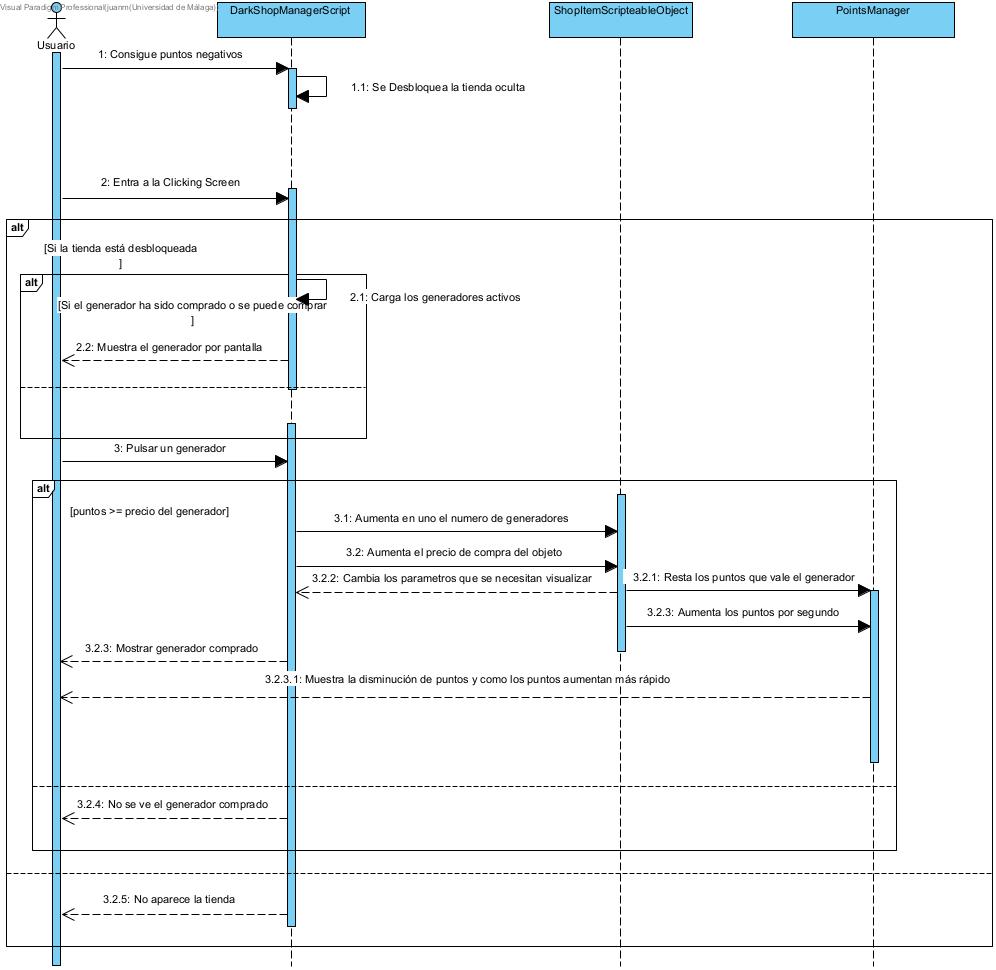 Visual Paradigm Professional(juanm(Universidad de Málaga)
Usuario
DarkShopManagerScript
ShopItemScripteableObject
PointsManager
1: Consigue puntos negativos
1.1: Se Desbloquea la tienda oculta
2: Entra a la Clicking Screen
alt
[Si la tienda está desbloqueada
]
alt
2.1: Carga los generadores activos
[Si el generador ha sido comprado o se puede comprar
]
2.2: Muestra el generador por pantalla
3: Pulsar un generador
alt
[puntos >= precio del generador]
3.1: Aumenta en uno el numero de generadores
3.2: Aumenta el precio de compra del objeto
3.2.2: Cambia los parametros que se necesitan visualizar
3.2.1: Resta los puntos que vale el generador
3.2.3: Aumenta los puntos por segundo
3.2.3: Mostrar generador comprado
3.2.3.1: Muestra la disminución de puntos y como los puntos aumentan más rápido
3.2.4: No se ve el generador comprado
3.2.5: No aparece la tienda